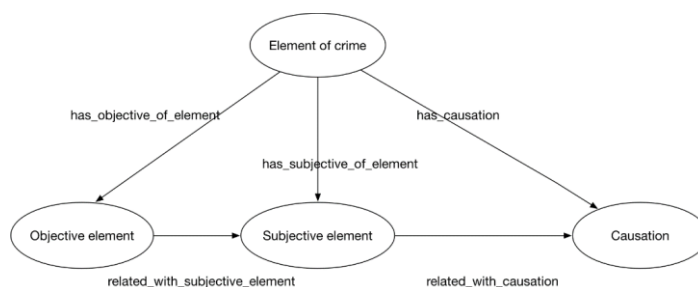 Element of crime
has_objective_of_element
has_causation
has_subjective_of_element
Objective element
Subjective element
Causation
related_with_subjective_element
related_with_causation